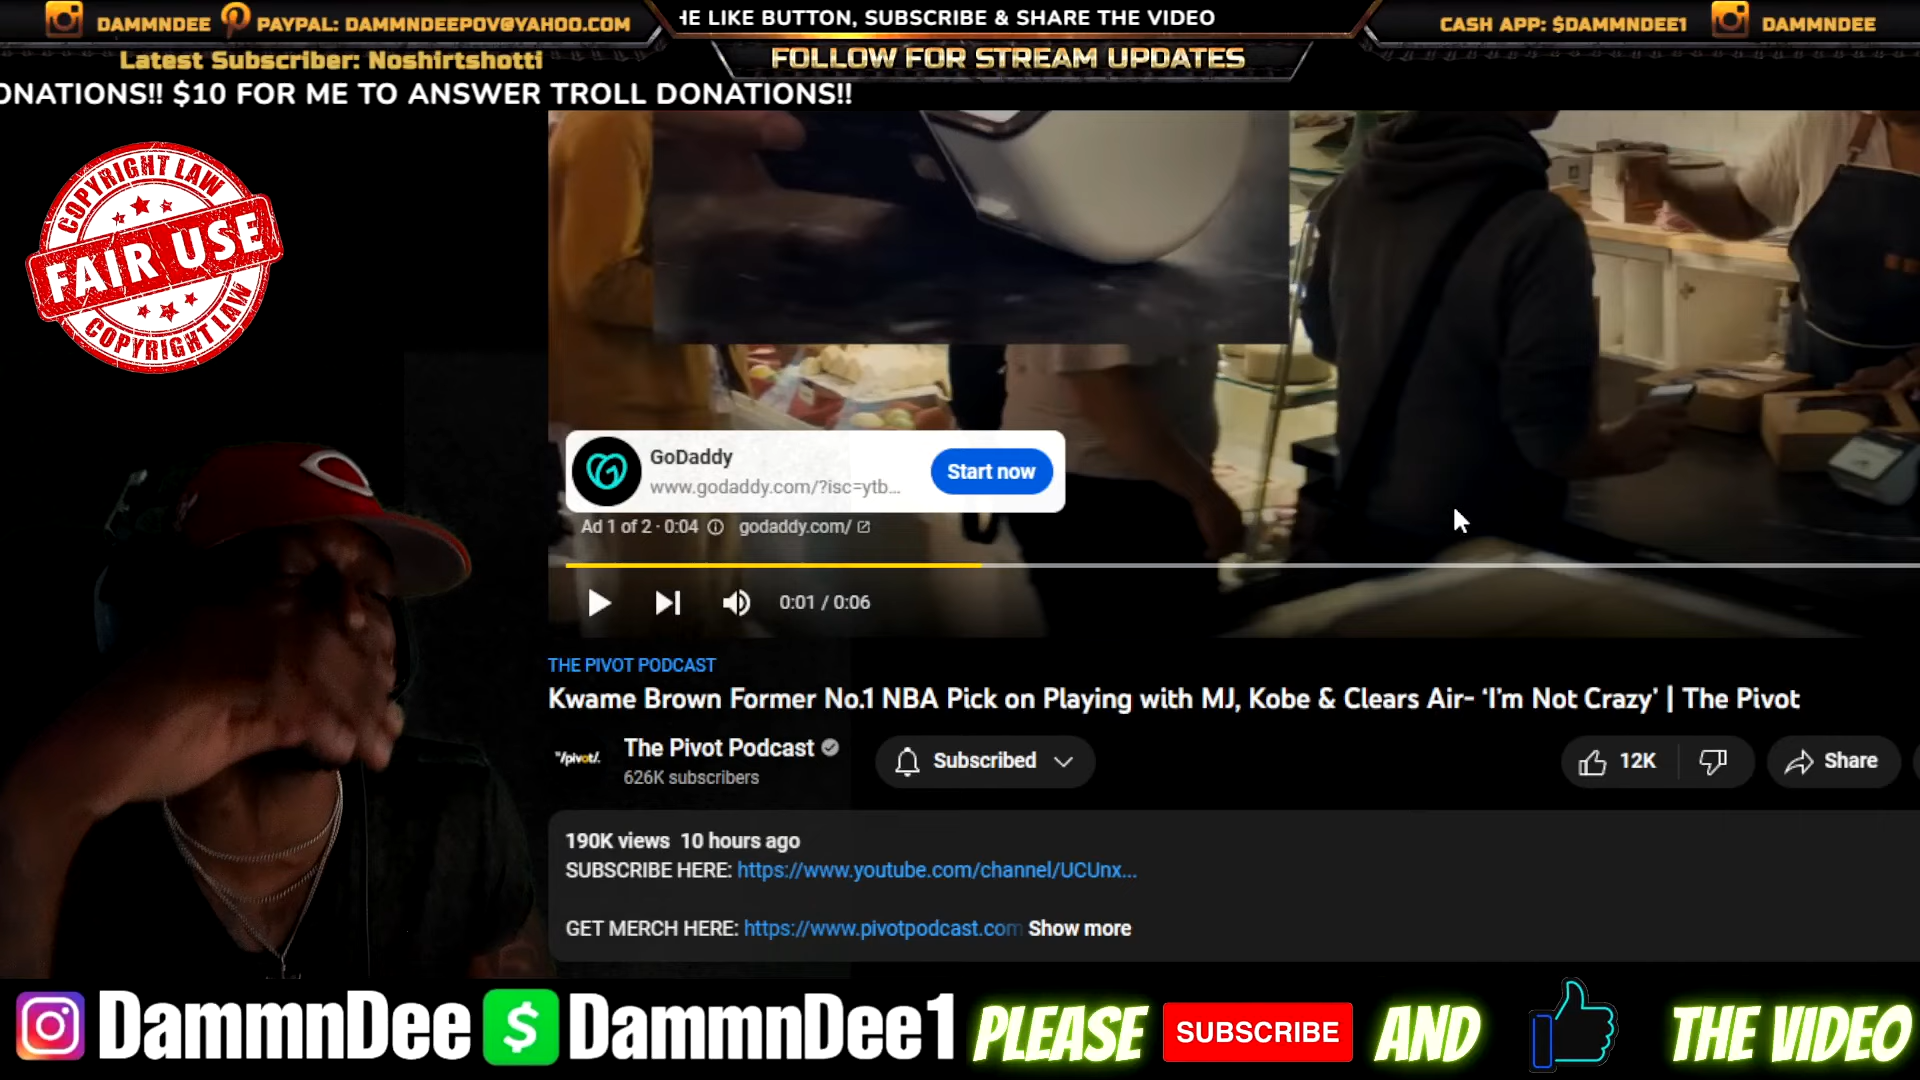 DAMMNDEE
PAYPAL: DAMMNDEEPOV@YAHOO.COM
HE LIKE BUTTON, SUBSCRIBE & SHARE THE VIDEO
CASH APP: $DAMMNDEE1
DAMMNDEE
Latest Subscriber: Noshirtshotti
FOLLOW FOR STREAM UPDATES
ONATIONS!! $10 FOR ME TO ANSWER TROLL DONATIONS!!
COPYRIGHT LAW
FAIR USE
COPYRIGHT LAW
GoDaddy
www.godaddy.com/?isc=ytb...
Start now
Ad 1 of 2 · 0:04
godaddy.com/
0:01 / 0:06
THE PIVOT PODCAST
Kwame Brown Former No.1 NBA Pick on Playing with MJ, Kobe & Clears Air- ‘I’m Not Crazy’ | The Pivot
"/pivot/.
The Pivot Podcast
626K subscribers
Subscribed
12K
Share
190K views 10 hours ago
SUBSCRIBE HERE: https://www.youtube.com/channel/UCUnx...
GET MERCH HERE: https://www.pivotpodcast.com Show more
DammnDee
$
DammnDee1
PLEASE
SUBSCRIBE
AND
THE VIDEO